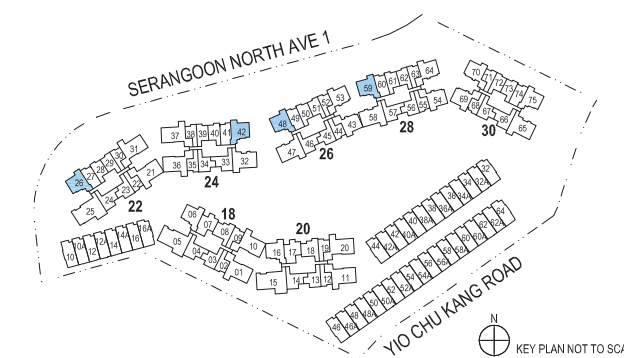 SERANGOON NORTH AVE 1
59 60 61 62 63 64
70 71 72 73 74 75
69 68 67 66 65
30
48 49 50 51 52 53
58 57 56 55 54
28
47 46 45 44 43
26
37 38 39 40 41 42
36 35 34 33 32
24
26 27 28 29 30 31
25 24 23 22 21
22
06 07 08 09 10
05 04 03 02 01
18
20
16 17 18 19 20
15 14 13 12 11
10 10A 12 12A 14 14A 16 16A
44 42 42A 40 40A 38 38A 36 36A 34 34A 32 32A
46 46A 48 48A 50 50A 52 52A 54 54A 56 56A 58 58A 60 60A 62 62A 64 64A
YIO CHU KANG ROAD
N
KEY PLAN NOT TO SCA